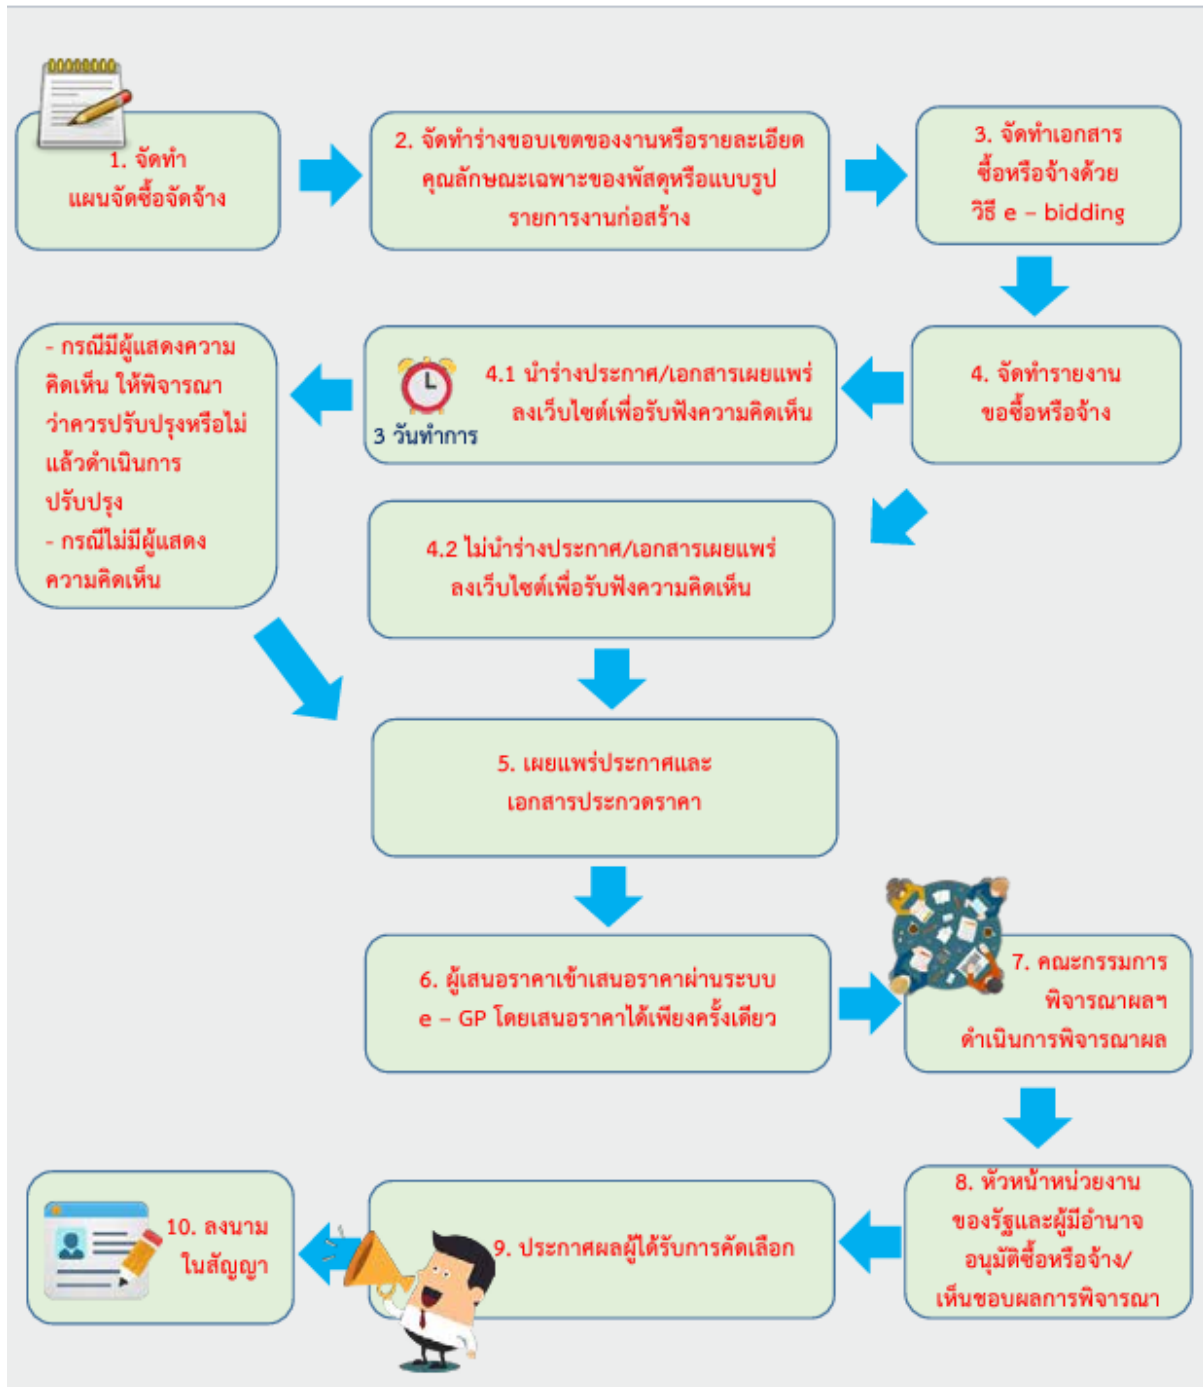 1. จัดทำ
แผนจัดซื้อจัดจ้าง
2. จัดทำร่างขอบเขตของงานหรือรายละเอียด
คุณลักษณะเฉพาะของพัสดุหรือแบบรูป
รายการงานก่อสร้าง
3. จัดทำเอกสาร
ซื้อหรือจ้างด้วย
วิธี e – bidding
4. จัดทำรายงาน
ขอซื้อหรือจ้าง
4.1 นำร่างประกาศ/เอกสารเผยแพร่
ลงเว็บไซต์เพื่อรับฟังความคิดเห็น
3 วันทำการ
- กรณีมีผู้แสดงความ
คิดเห็น ให้พิจารณา
ว่าควรปรับปรุงหรือไม่
แล้วดำเนินการ
ปรับปรุง
- กรณีไม่มีผู้แสดง
ความคิดเห็น
4.2 ไม่นำร่างประกาศ/เอกสารเผยแพร่
ลงเว็บไซต์เพื่อรับฟังความคิดเห็น
5. เผยแพร่ประกาศและ
เอกสารประกวดราคา
6. ผู้เสนอราคาเข้าเสนอราคาผ่านระบบ
e – GP โดยเสนอราคาได้เพียงครั้งเดียว
7. คณะกรรมการ
พิจารณาผลฯ
ดำเนินการพิจารณาผล
8. หัวหน้าหน่วยงาน
ของรัฐและผู้มีอำนาจ
อนุมัติซื้อหรือจ้าง/
เห็นชอบผลการพิจารณา
9. ประกาศผลผู้ได้รับการคัดเลือก
10. ลงนาม
ในสัญญา